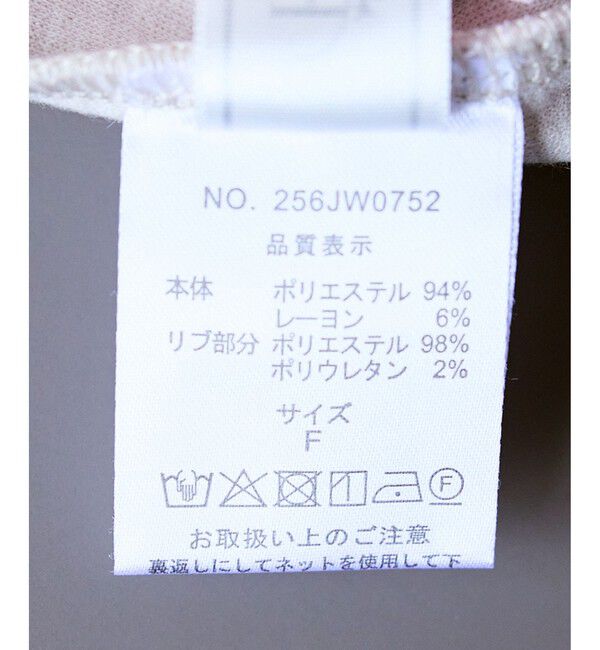 NO. 256JW0752
品質表示
本体 ポリエステル 94%
レーヨン 6%
リブ部分 ポリエステル 98%
ポリウレタン 2%
サイズ
F
F
お取扱い上のご注意
裏返しにしてネットを使用して下